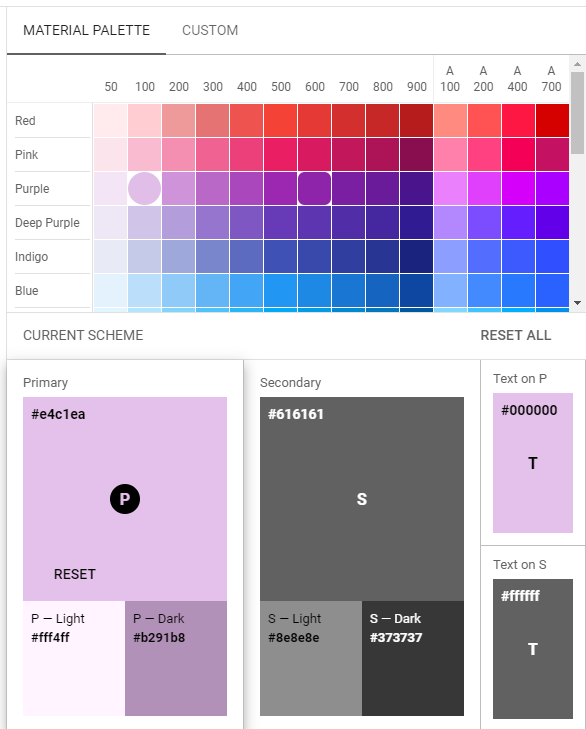 MATERIAL PALETTE CUSTOM
A A A A
50 100 200 300 400 500 600 700 800 900 100 200 400 700
Red
Pink
Purple
Deep Purple
Indigo
Blue
CURRENT SCHEME RESET ALL
Primary
#e4c1ea
P
RESET
P — Light
#fff4ff
P — Dark
#b291b8
Secondary
#616161
S
S — Light
#8e8e8e
S — Dark
#373737
Text on P
#000000
T
Text on S
#ffffff
T